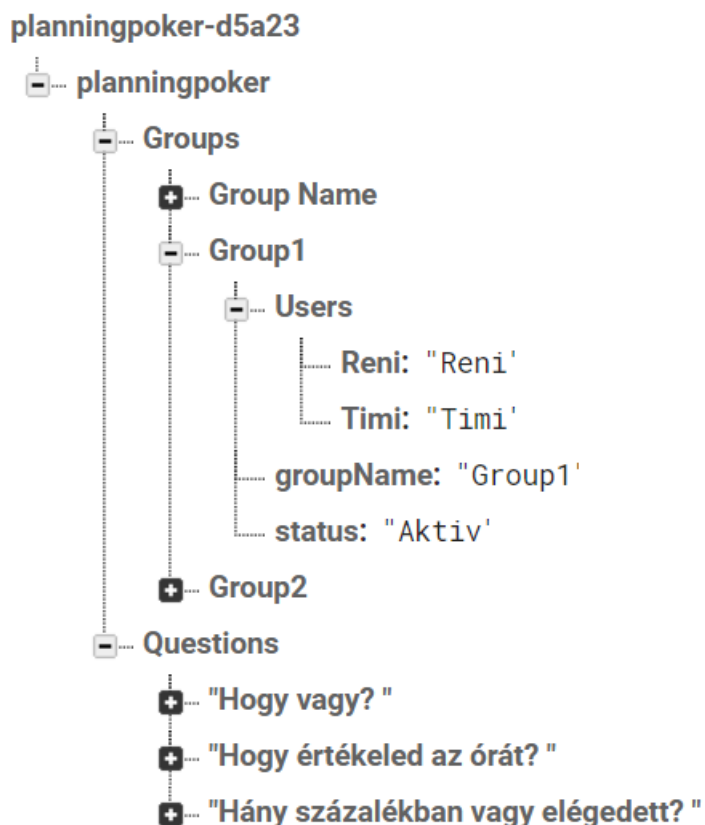 planningpoker-d5a23
planningpoker
Groups
Group Name
Group1
Users
Reni: "Reni'
Timi: "Timi'
groupName: "Group1'
status: "Aktiv'
Group2
Questions
"Hogy vagy? "
"Hogy értékeled az órát? "
"Hány százalékban vagy elégedett? "